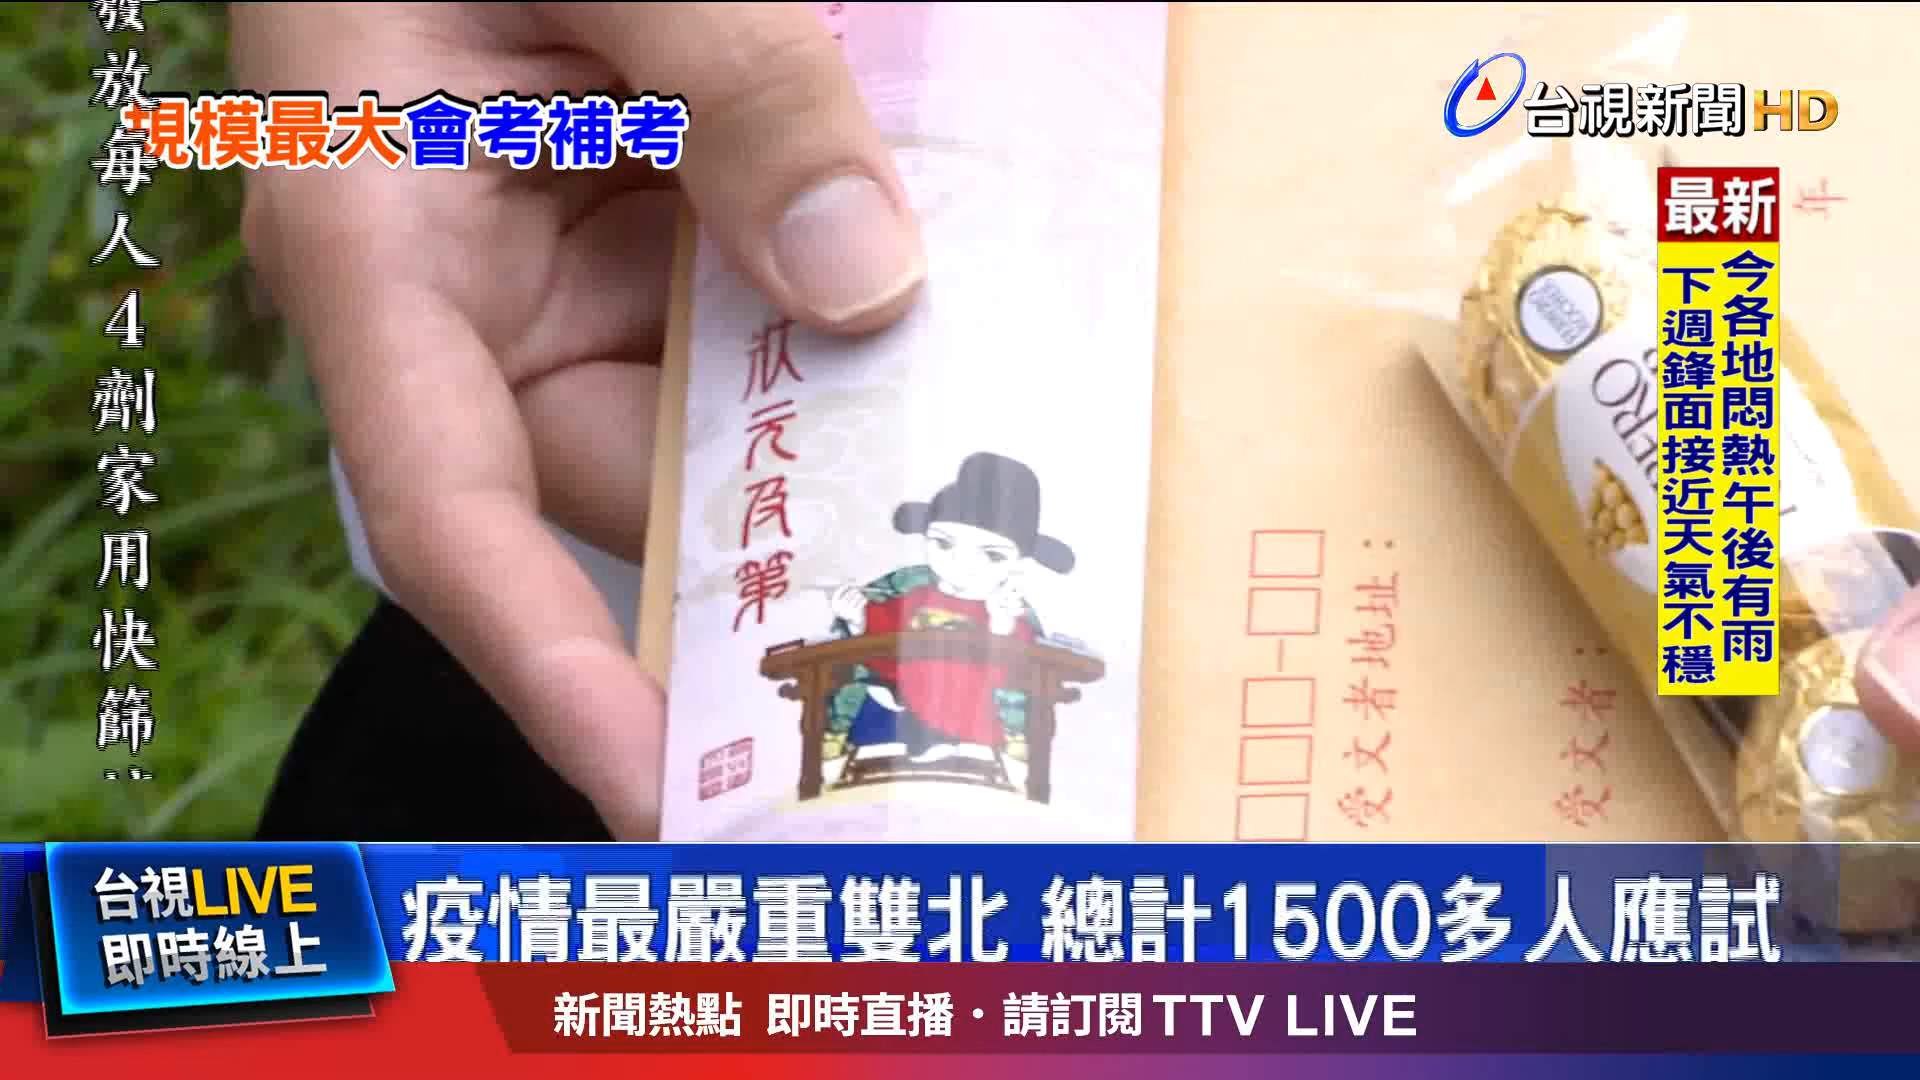 發放每人4劑家用快篩
規模最大會考補考
台視新聞HD
最新
今各地悶熱午後有雨
下週鋒面接近天氣不穩
狀元及第
受文者地址：
受文者：
年
台視LIVE
即時線上
疫情最嚴重雙北 總計1500多人應試
新聞熱點 即時直播·請訂閱TTV LIVE